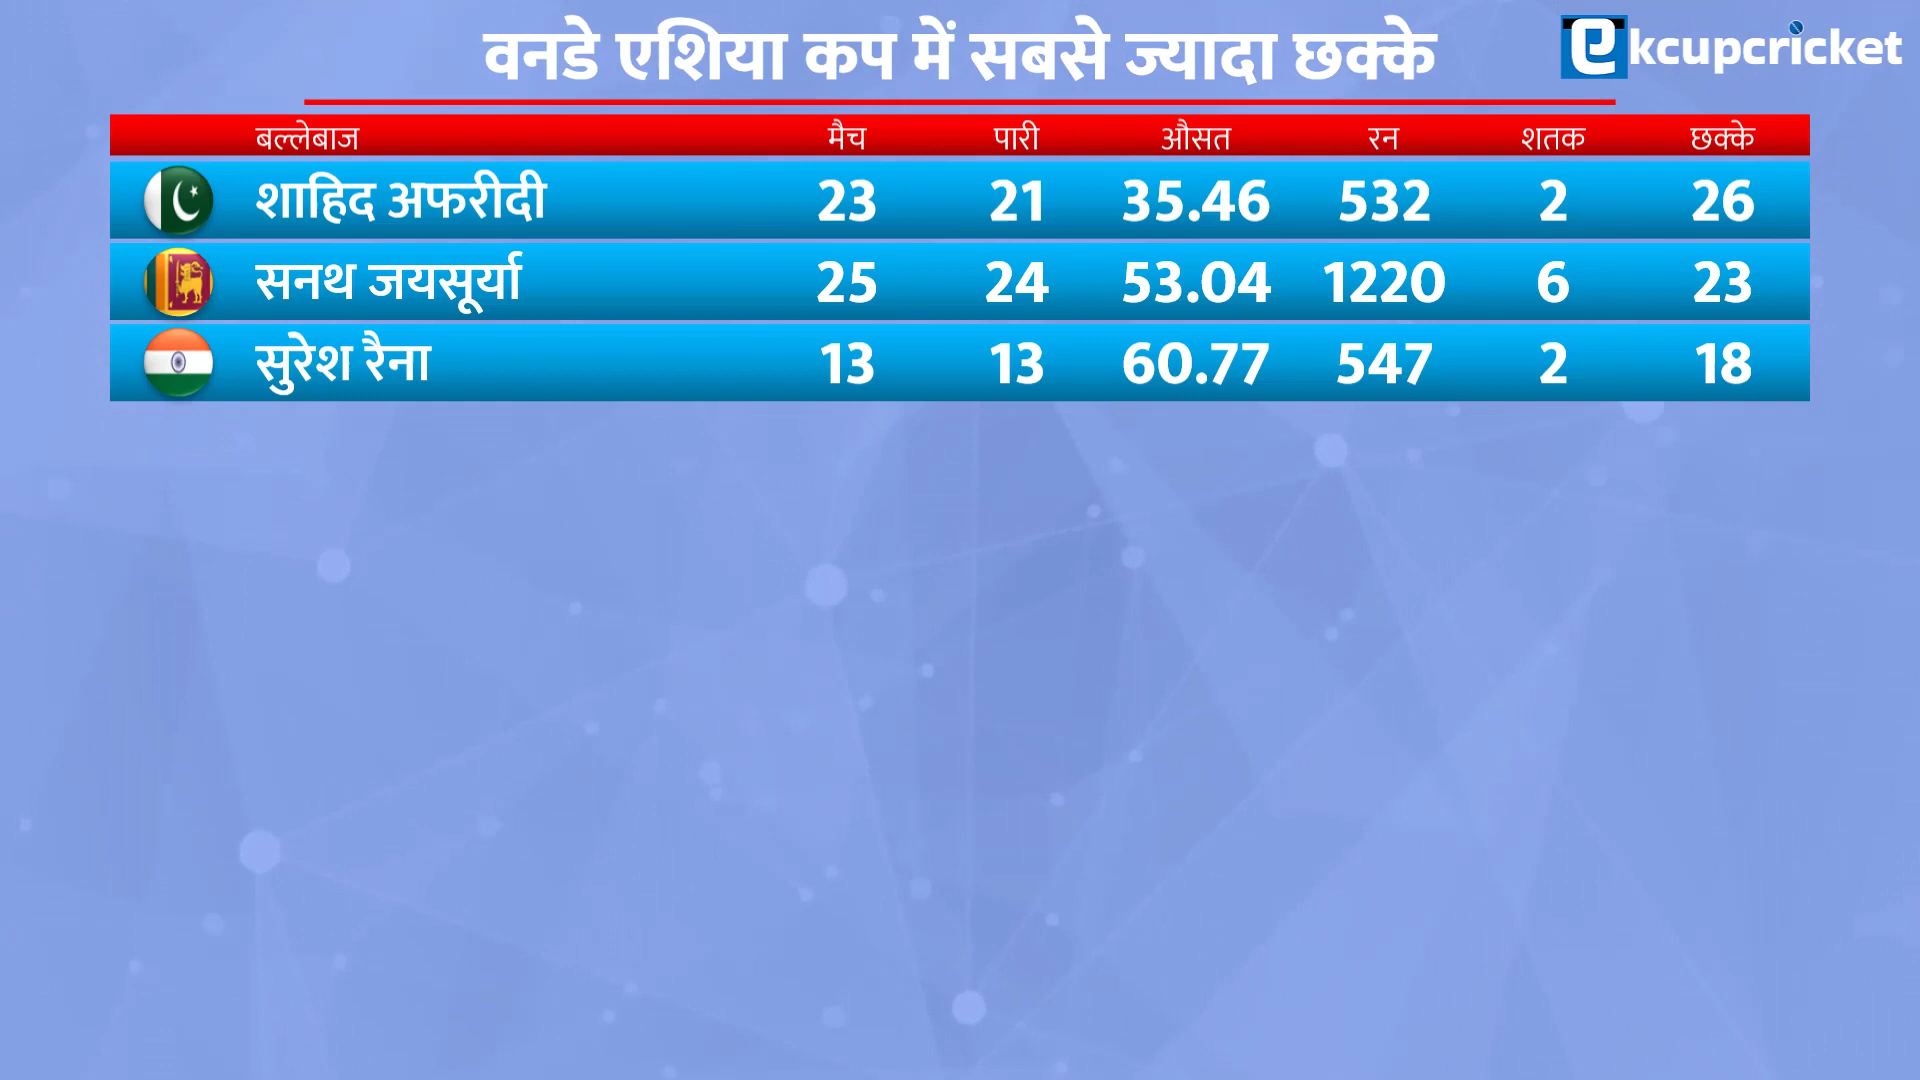 वनडे एशिया कप में सबसे ज्यादा छक्के
ekcupcricket
बल्लेबाज मैच पारी औसत रन शतक छक्के
शाहिद अफरीदी 23 21 35.46 532 2 26
सनथ जयसूर्या 25 24 53.04 1220 6 23
सुरेश रैना 13 13 60.77 547 2 18